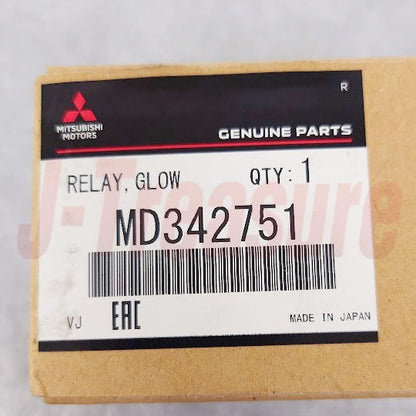 R
MITSUBISHI
MOTORS
GENUINE PARTS
RELAY, GLOW QTY: 1
MD342751
J-Treasure
VJ EAC MADE IN JAPAN